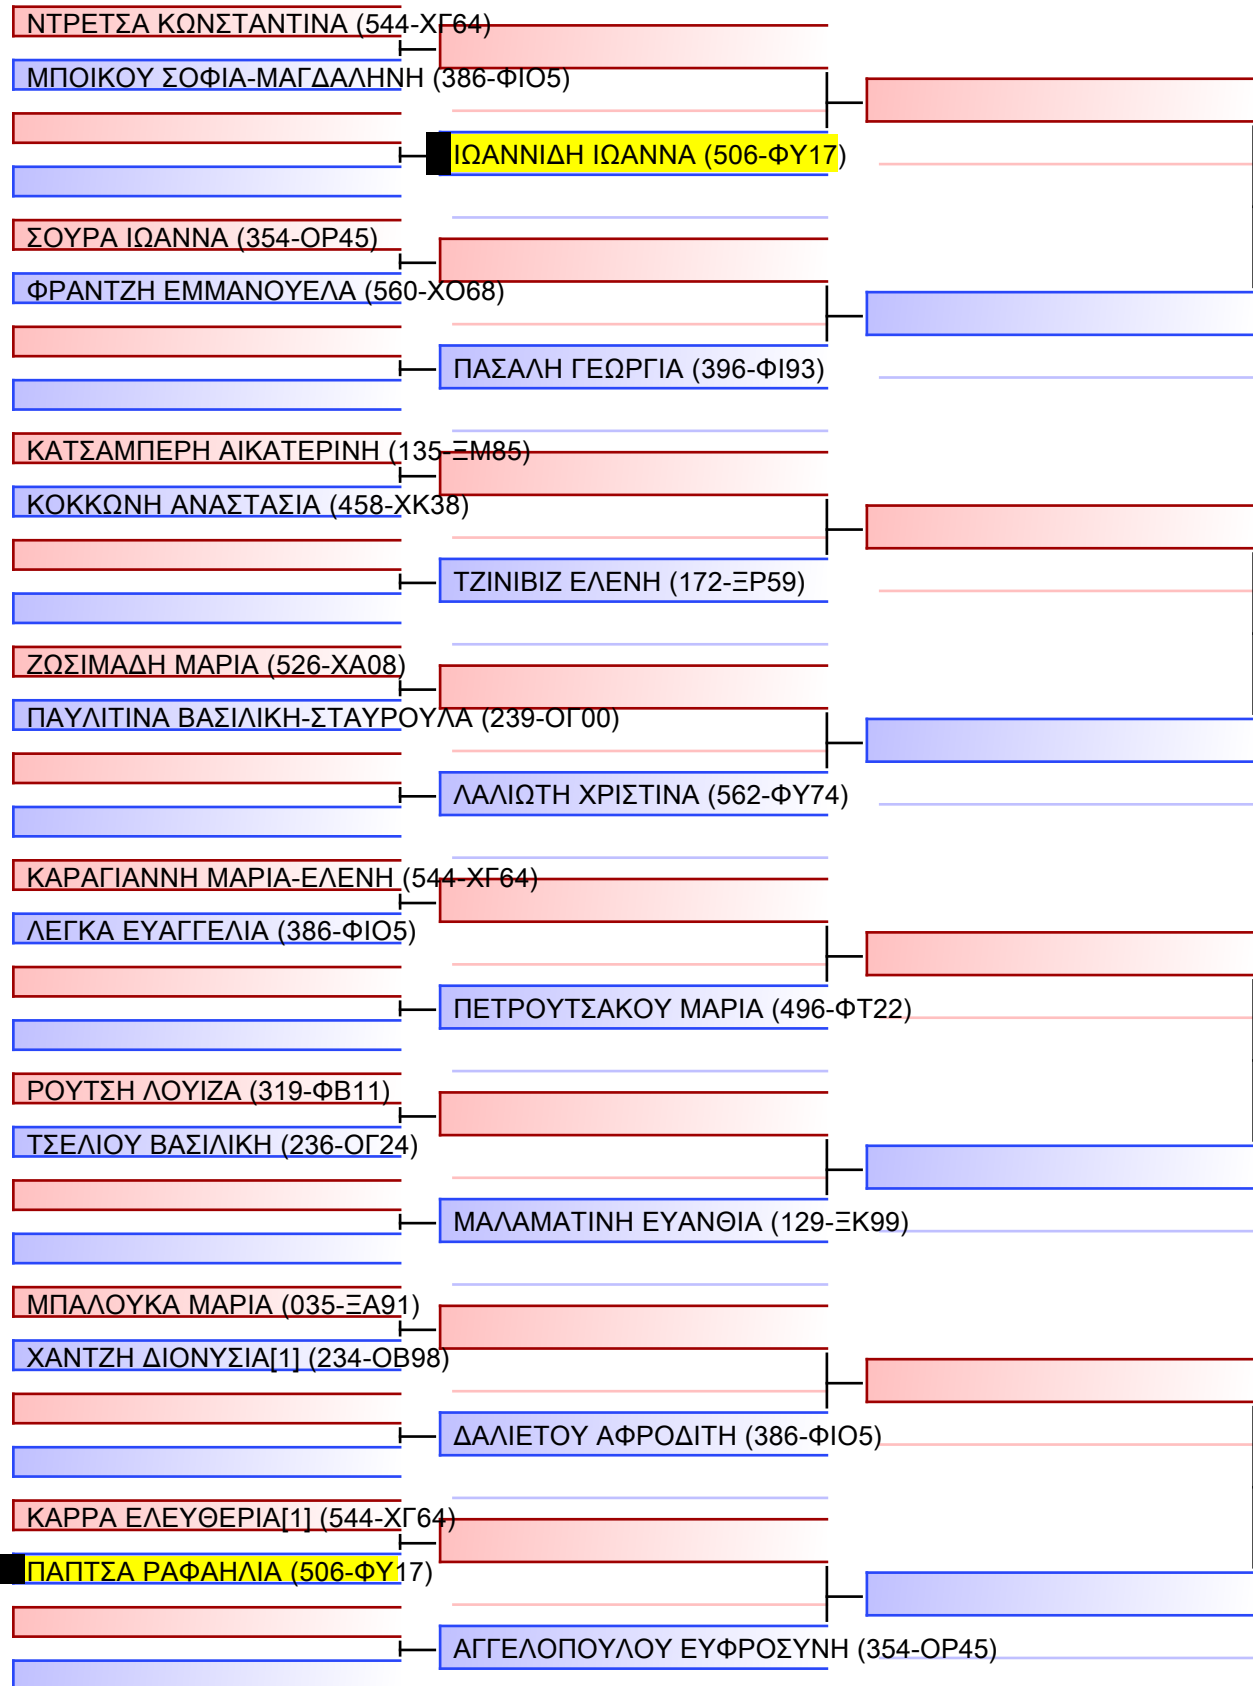 ΝΤΡΕΤΣΑ ΚΩΝΣΤΑΝΤΙΝΑ (544-ΧΓ64)
ΜΠΟΙΚΟΥ ΣΟΦΙΑ-ΜΑΓΔΑΛΗΝΗ (386-ΦΙΟ5)
ΙΩΑΝΝΙΔΗ ΙΩΑΝΝΑ (506-ΦΥ17)
ΣΟΥΡΑ ΙΩΑΝΝΑ (354-ΟΡ45)
ΦΡΑΝΤΖΗ ΕΜΜΑΝΟΥΕΛΑ (560-ΧΟ68)
ΠΑΣΑΛΗ ΓΕΩΡΓΙΑ (396-ΦΙ93)
ΚΑΤΣΑΜΠΕΡΗ ΑΙΚΑΤΕΡΙΝΗ (135-ΞΜ85)
ΚΟΚΚΩΝΗ ΑΝΑΣΤΑΣΙΑ (458-ΧΚ38)
ΤΖΙΝΙΒΙΖ ΕΛΕΝΗ (172-ΞΡ59)
ΖΩΣΙΜΑΔΗ ΜΑΡΙΑ (526-ΧΑ08)
ΠΑΥΛΙΤΙΝΑ ΒΑΣΙΛΙΚΗ-ΣΤΑΥΡΟΥΛΑ (239-ΟΓ00)
ΛΑΛΙΩΤΗ ΧΡΙΣΤΙΝΑ (562-ΦΥ74)
ΚΑΡΑΓΙΑΝΝΗ ΜΑΡΙΑ-ΕΛΕΝΗ (544-ΧΓ64)
ΛΕΓΚΑ ΕΥΑΓΓΕΛΙΑ (386-ΦΙΟ5)
ΠΕΤΡΟΥΤΣΑΚΟΥ ΜΑΡΙΑ (496-ΦΤ22)
ΡΟΥΤΣΗ ΛΟΥΙΖΑ (319-ΦΒ11)
ΤΣΕΛΙΟΥ ΒΑΣΙΛΙΚΗ (236-ΟΓ24)
ΜΑΛΑΜΑΤΙΝΗ ΕΥΑΝΘΙΑ (129-ΞΚ99)
ΜΠΑΛΟΥΚΑ ΜΑΡΙΑ (035-ΞΑ91)
ΧΑΝΤΖΗ ΔΙΟΝΥΣΙΑ[1] (234-ΟΒ98)
ΔΑΛΙΕΤΟΥ ΑΦΡΟΔΙΤΗ (386-ΦΙΟ5)
ΚΑΡΡΑ ΕΛΕΥΘΕΡΙΑ[1] (544-ΧΓ64)
ΠΑΠΤΣΑ ΡΑΦΑΗΛΙΑ (506-ΦΥ17)
ΑΓΓΕΛΟΠΟΥΛΟΥ ΕΥΦΡΟΣΥΝΗ (354-ΟΡ45)